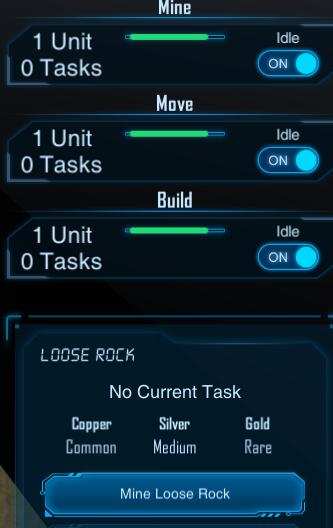 Mine
1 Unit
Idle
0 Tasks
ON
Move
1 Unit
Idle
0 Tasks
ON
Build
1 Unit
Idle
0 Tasks
ON
LOOSE ROCK
No Current Task
Copper Silver Gold
Common Medium Rare
Mine Loose Rock